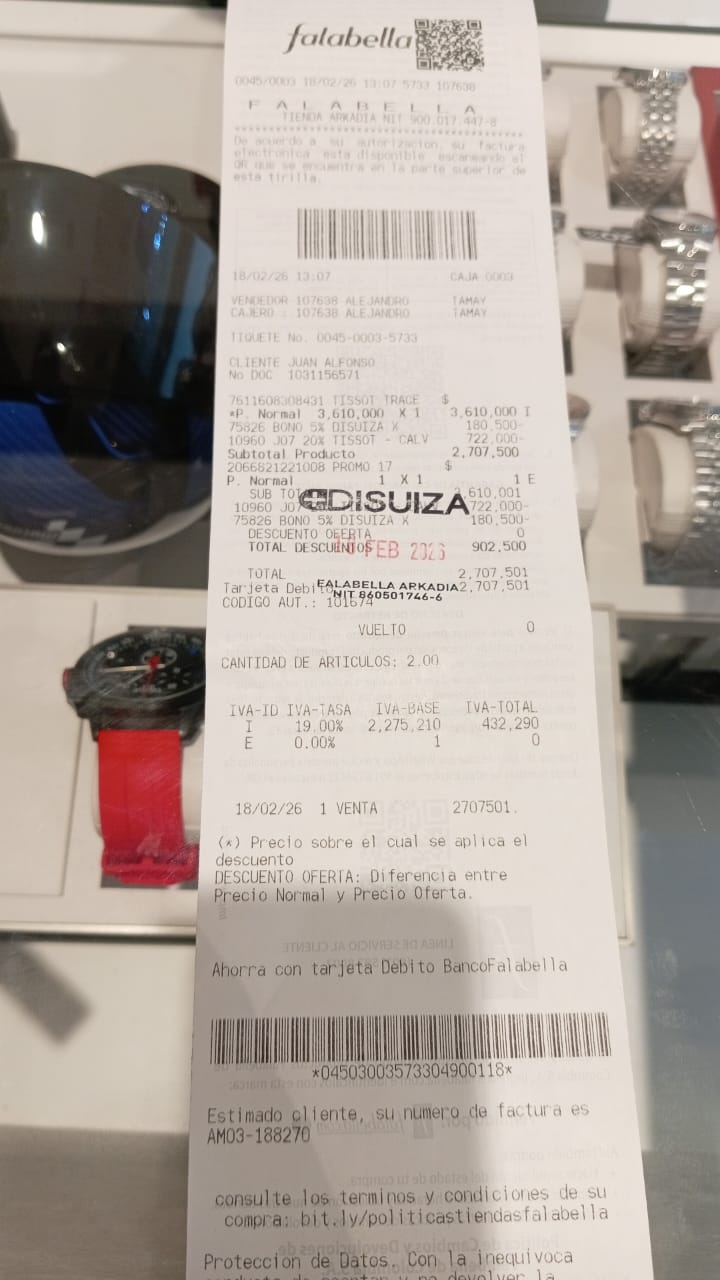 falabella
0045/0003 18/02/26 13:07 5733 107638
F A L A B E L L A
TIENDA ARKADIA NIT 900.017.447-8
De acuerdo a su autorizacion, su factura
electronica esta disponible escaneando el
QR que se encuentra en la parte superior de
esta tirilla.
18/02/26 13:07 CAJA 0003
VENDEDOR 107638 ALEJANDRO TAMAY
CAJERO : 107638 ALEJANDRO TAMAY
TIQUETE No. 0045-0003-5733
CLIENTE JUAN ALFONSO
No DOC 1031156571
7611608308431 TISSOT TRACE $
*P. Normal 3,610,000 X 1 3,610,000 I
75826 BONO 5% DISUIZA X 180,500-
10960 J07 20% TISSOT - CALV 722,000-
Subtotal Producto 2,707,500
2066821221008 PROMO 17 $
P. Normal 1 X 1 1 E
SUB TOT 3,610,001
10960 J07 722,000-
75826 BONO 5% DISUIZA X 180,500-
DESCUENTO OFERTA 0
TOTAL DESCUENTOS 902,500
DISUIZA
FEB 2026
FALABELLA ARKADIA
NIT 860501746-6
TOTAL 2,707,501
Tarjeta Debito 2,707,501
CODIGO AUT.: 101674
VUELTO 0
CANTIDAD DE ARTICULOS: 2.00
IVA-ID IVA-TASA IVA-BASE IVA-TOTAL
I 19.00% 2,275,210 432,290
E 0.00% 1 0
18/02/26 1 VENTA 2707501.
(*) Precio sobre el cual se aplica el
descuento
DESCUENTO OFERTA: Diferencia entre
Precio Normal y Precio Oferta.
Ahorra con tarjeta Debito BancoFalabella
*04503003573304900118*
Estimado cliente, su numero de factura es
AM03-188270
consulte los terminos y condiciones de su
compra: bit.ly/politicastiendasfalabella
Proteccion de Datos. Con la inequivoca